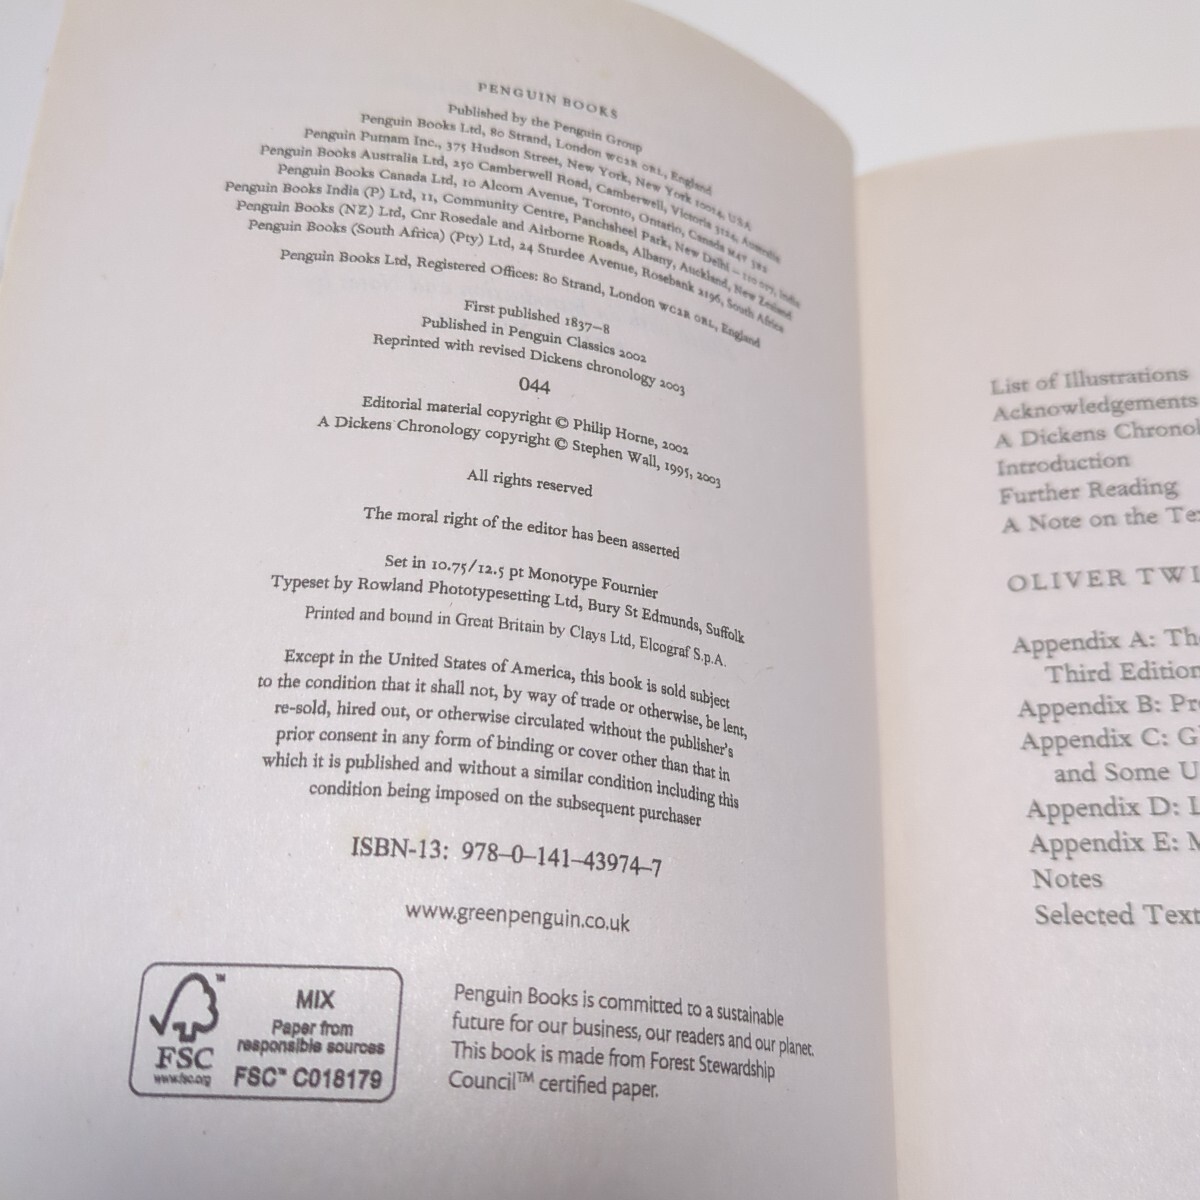 PENGUIN BOOKS
Published by the Penguin Group
Penguin Books Ltd, 80 Strand, London WC2R 0RL, England
Penguin Putnam Inc., 375 Hudson Street, New York, New York 10014, USA
Penguin Books Australia Ltd, 250 Camberwell Road, Camberwell, Victoria 3124, Australia
Penguin Books Canada Ltd, 10 Alcorn Avenue, Toronto, Ontario, Canada M4V 3B2
Penguin Books India (P) Ltd, 11, Community Centre, Panchsheel Park, New Delhi – 110 017, India
Penguin Books (NZ) Ltd, Cnr Rosedale and Airborne Roads, Albany, Auckland, New Zealand
Penguin Books (South Africa) (Pty) Ltd, 24 Sturdee Avenue, Rosebank 2196, South Africa
Penguin Books Ltd, Registered Offices: 80 Strand, London WC2R 0RL, England
First published 1837–8
Published in Penguin Classics 2002
Reprinted with revised Dickens chronology 2003
044
Editorial material copyright © Philip Horne, 2002
A Dickens Chronology copyright © Stephen Wall, 1995, 2003
All rights reserved
The moral right of the editor has been asserted
Set in 10.75/12.5 pt Monotype Fournier
Typeset by Rowland Phototypesetting Ltd, Bury St Edmunds, Suffolk
Printed and bound in Great Britain by Clays Ltd, Elcograf S.p.A.
Except in the United States of America, this book is sold subject
to the condition that it shall not, by way of trade or otherwise, be lent,
re-sold, hired out, or otherwise circulated without the publisher's
prior consent in any form of binding or cover other than that in
which it is published and without a similar condition including this
condition being imposed on the subsequent purchaser
ISBN-13: 978–0–141–43974–7
www.greenpenguin.co.uk
MIX
Paper from
responsible sources
FSC™ C018179
™
FSC
www.fsc.org
Penguin Books is committed to a sustainable
future for our business, our readers and our planet.
This book is made from Forest Stewardship
Council™ certified paper.
List of Illustrations
Acknowledgements
A Dickens Chronol
Introduction
Further Reading
A Note on the Te
OLIVER TWI
Appendix A: Th
Third Edition
Appendix B: Pr
Appendix C: G
and Some U
Appendix D: L
Appendix E: M
Notes
Selected Text